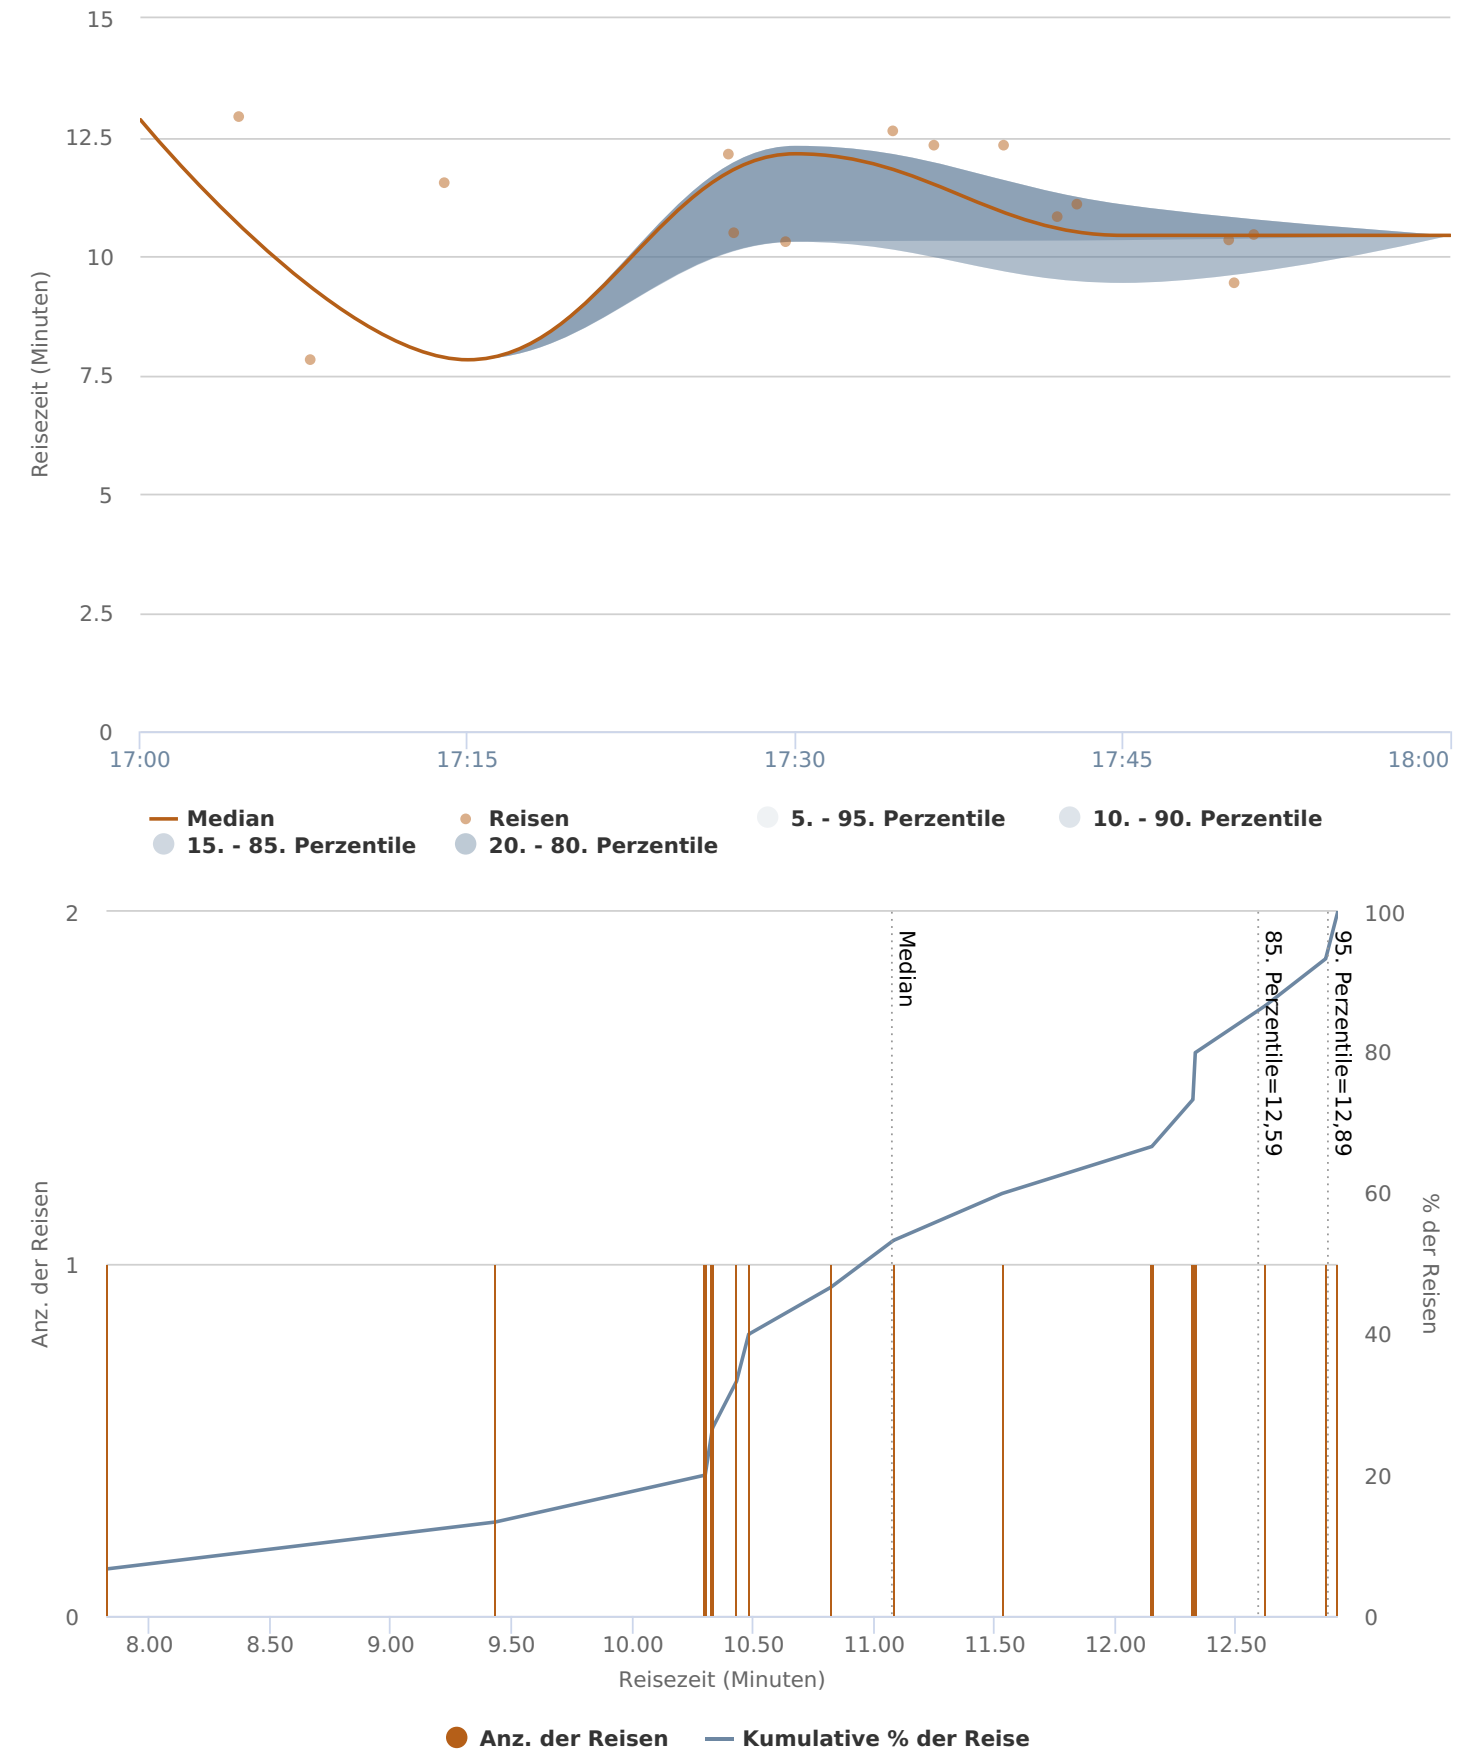 15
12.5
10
7.5
5
2.5
0
Reisezeit (Minuten)
17:00 17:15 17:30 17:45 18:00
Median Reisen 5. - 95. Perzentile 10. - 90. Perzentile
15. - 85. Perzentile 20. - 80. Perzentile
2
1
0
Anz. der Reisen
Median
85. Perzentile=12,59
95. Perzentile=12,89
100
80
60
40
20
0
% der Reisen
8.00 8.50 9.00 9.50 10.00 10.50 11.00 11.50 12.00 12.50
Reisezeit (Minuten)
Anz. der Reisen Kumulative % der Reise